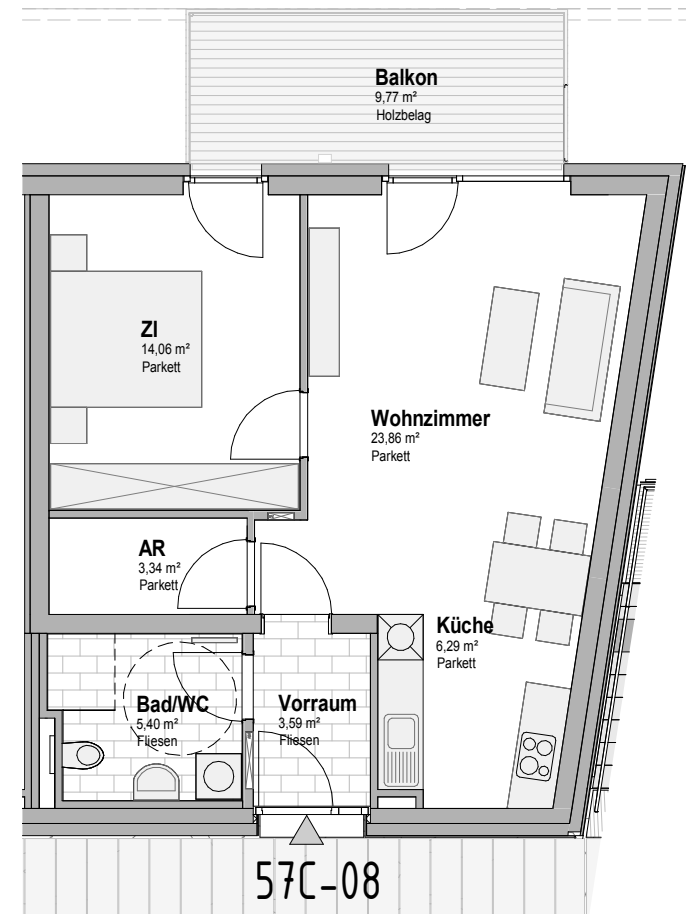 Balkon
9,77 m²
Holzbelag
ZI
14,06 m²
Parkett
Wohnzimmer
23,86 m²
Parkett
AR
3,34 m²
Parkett
Küche
6,29 m²
Parkett
Bad/WC
5,40 m²
Fliesen
Vorraum
3,59 m²
Fliesen
57C-08